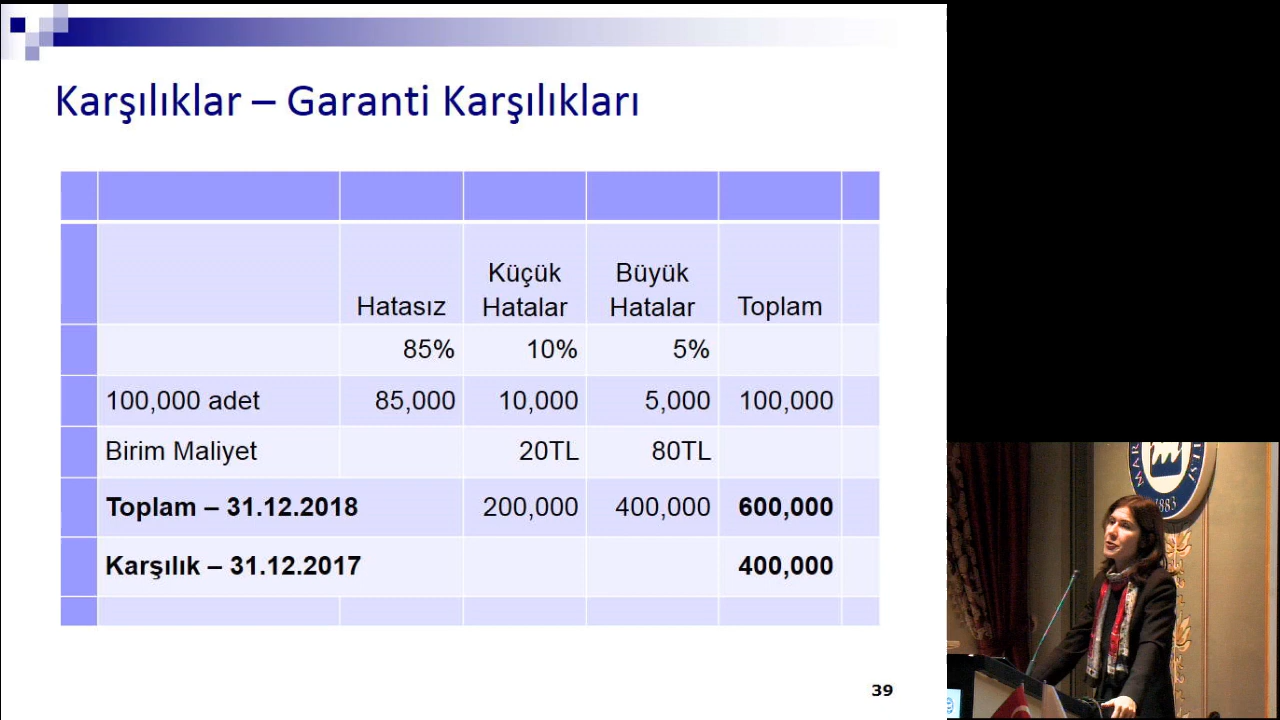 Karşılıklar – Garanti Karşılıkları
Hatasız Küçük Hatalar Büyük Hatalar Toplam
85% 10% 5%
100,000 adet 85,000 10,000 5,000 100,000
Birim Maliyet 20TL 80TL
Toplam – 31.12.2018 200,000 400,000 600,000
Karşılık – 31.12.2017 400,000
39
1883